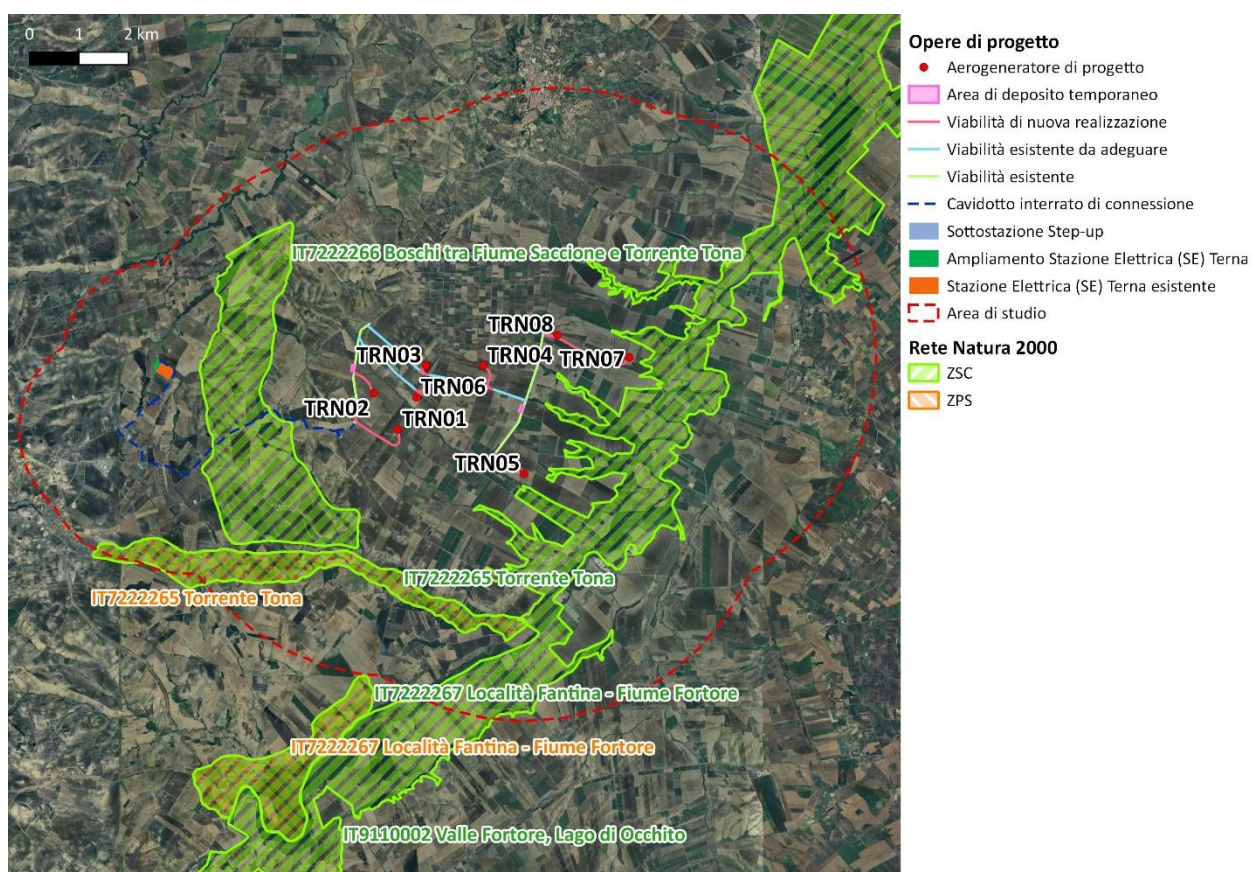 0 1 2 km
IT7222266 Boschi tra Fiume Saccione e Torrente Tona
TRN08
TRN03
TRN04
TRN07
TRN06
TRN02
TRN01
TRN05
IT7222265 Torrente Tona
IT7222265 Torrente Tona
IT7222267 Località Fantina - Fiume Fortore
IT7222267 Località Fantina - Fiume Fortore
IT9110002 Valle Fortore, Lago di Occhito
Opere di progetto
Aerogeneratore di progetto
Area di deposito temporaneo
Viabilità di nuova realizzazione
Viabilità esistente da adeguare
Viabilità esistente
Cavidotto interrato di connessione
Sottostazione Step-up
Ampliamento Stazione Elettrica (SE) Terna
Stazione Elettrica (SE) Terna esistente
Area di studio
Rete Natura 2000
ZSC
ZPS